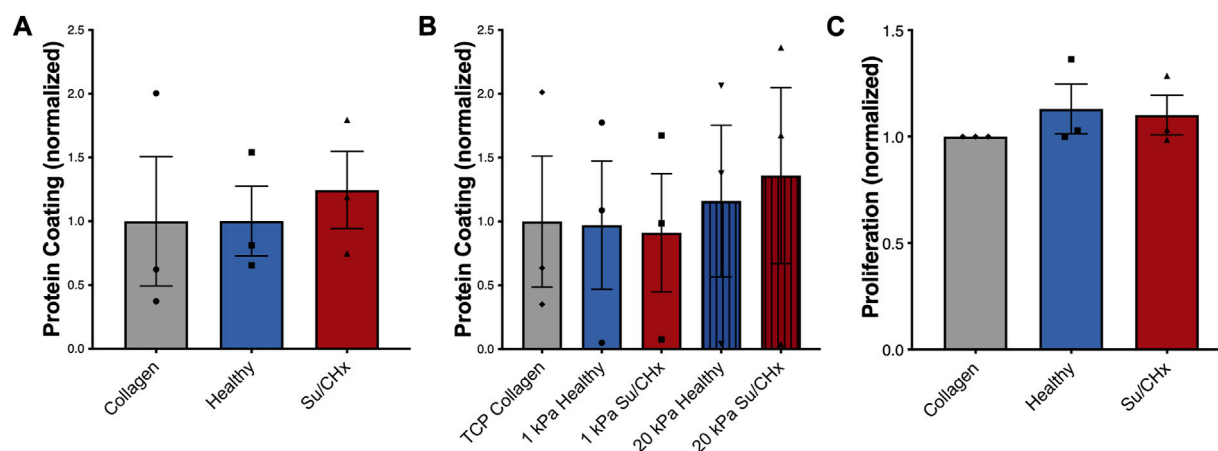 A
Protein Coating (normalized)
2.5
2.0
1.5
1.0
0.5
0.0
Collagen
Healthy
Su/CHx
B
Protein Coating (normalized)
2.5
2.0
1.5
1.0
0.5
0.0
TCP Collagen
1 kPa Healthy
1 kPa Su/CHx
20 kPa Healthy
20 kPa Su/CHx
C
Proliferation (normalized)
1.5
1.0
0.5
0.0
Collagen
Healthy
Su/CHx